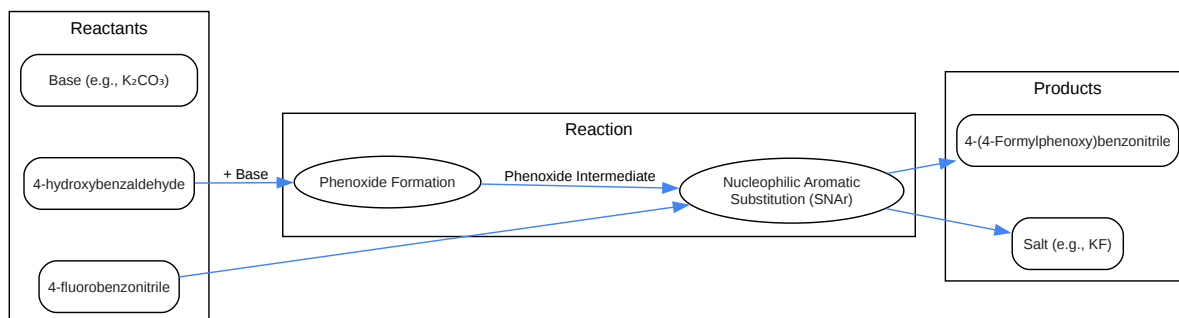 Reactants
Base (e.g., K₂CO₃)
4-hydroxybenzaldehyde
4-fluorobenzonitrile
+ Base
Reaction
Phenoxide Formation
Phenoxide Intermediate
Nucleophilic Aromatic
Substitution (SNAr)
Products
4-(4-Formylphenoxy)benzonitrile
Salt (e.g., KF)